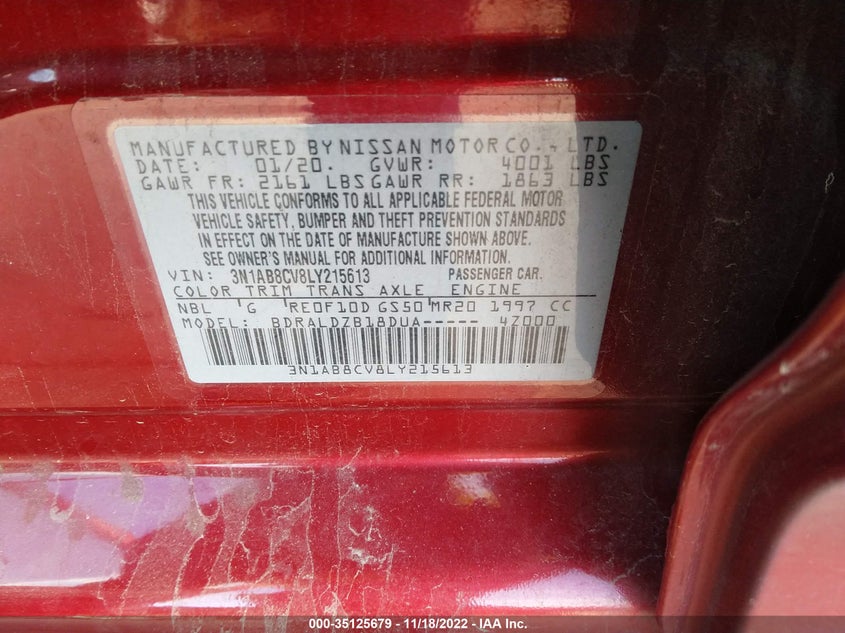 MANUFACTURED BY NISSAN MOTOR CO., LTD.
DATE: 01/20. GVWR: 4001 LBS
GAWR FR: 2161 LBS GAWR RR: 1863 LBS
THIS VEHICLE CONFORMS TO ALL APPLICABLE FEDERAL MOTOR
VEHICLE SAFETY, BUMPER AND THEFT PREVENTION STANDARDS
IN EFFECT ON THE DATE OF MANUFACTURE SHOWN ABOVE.
SEE OWNER'S MANUAL FOR ADDITIONAL INFORMATION.
VIN: 3N1AB8CV8LY215613 PASSENGER CAR.
COLOR TRIM TRANS AXLE ENGINE
NBL G RE0F10D GS50 MR20 1997 CC
MODEL: BDRALDZB18DUA----- 4Z000
3N1AB8CV8LY215613
000-35125679 - 11/18/2022 - IAA Inc.